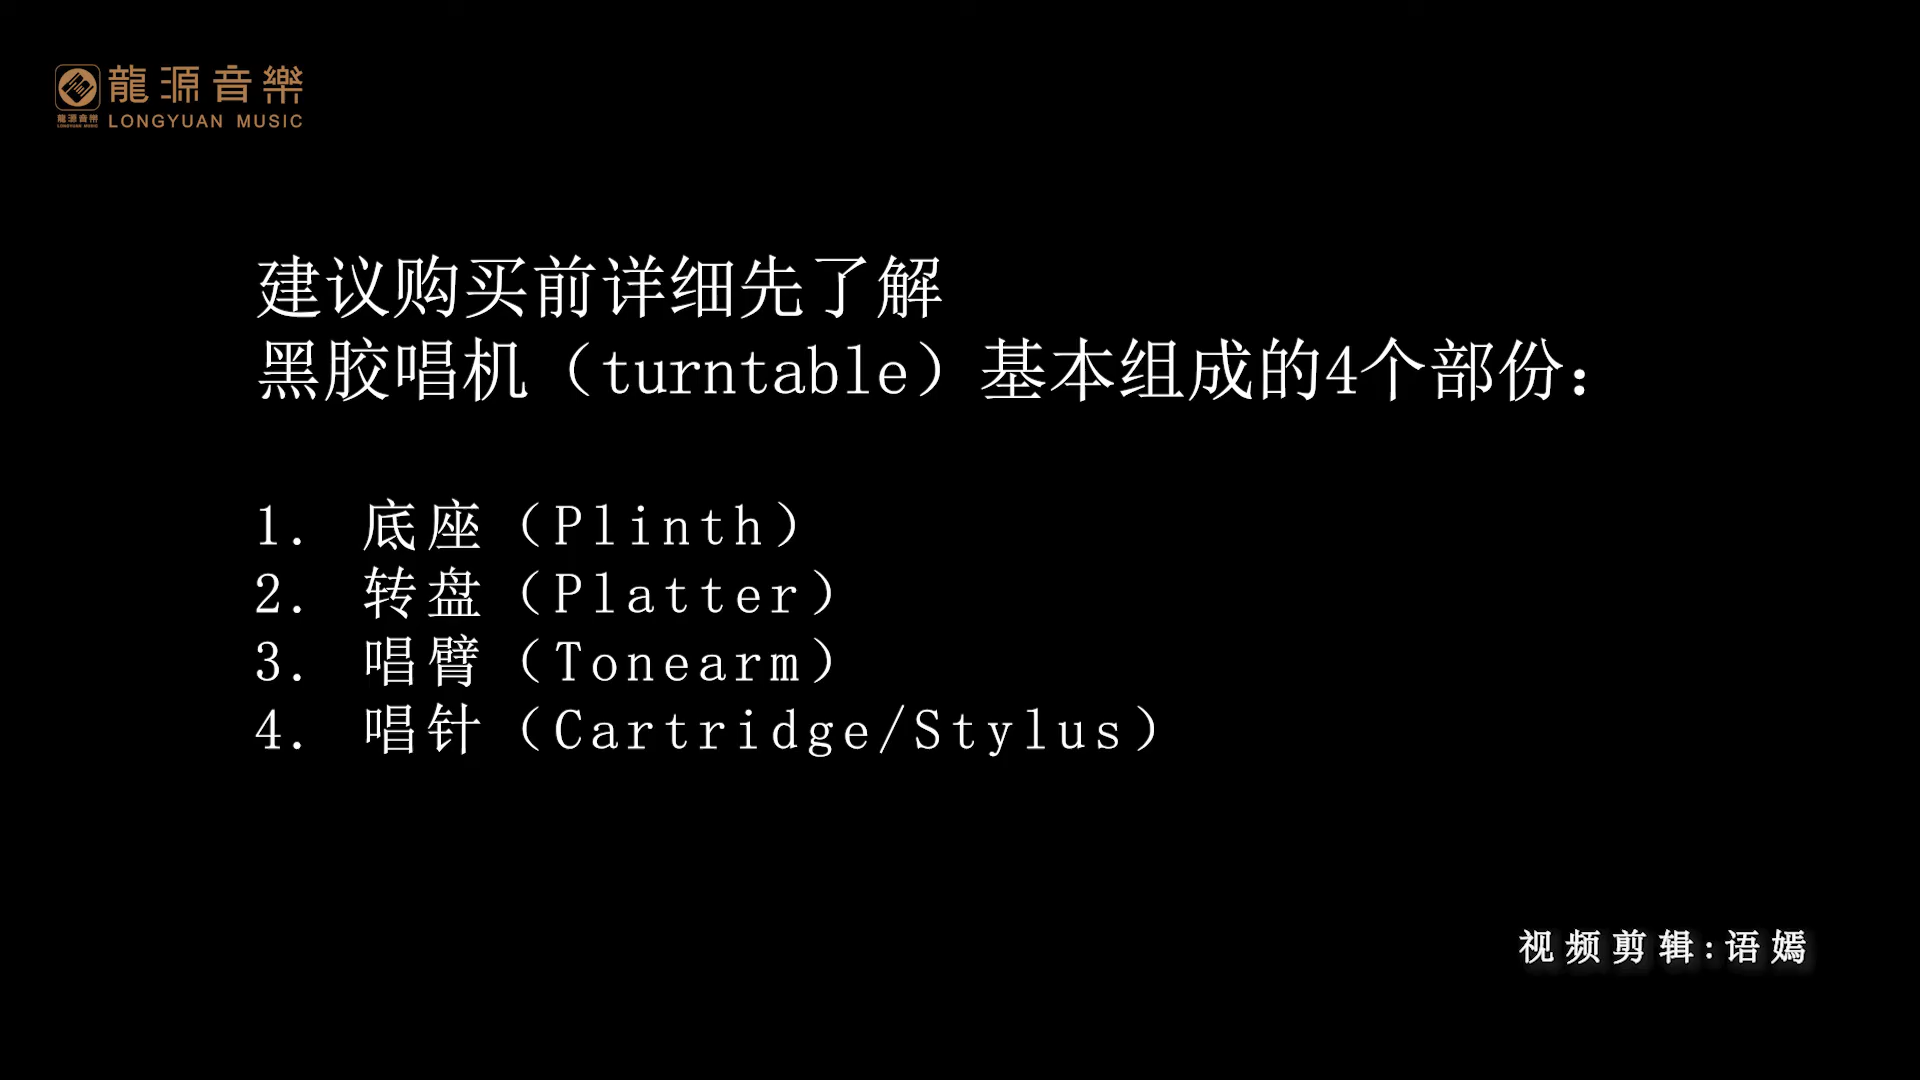 龍源音樂
龍源音樂 LONGYUAN MUSIC
LONGYUAN MUSIC
建议购买前详细先了解
黑胶唱机（turntable）基本组成的4个部份：
1. 底座（Plinth）
2. 转盘（Platter）
3. 唱臂（Tonearm）
4. 唱针（Cartridge/Stylus）
视频剪辑:语嫣